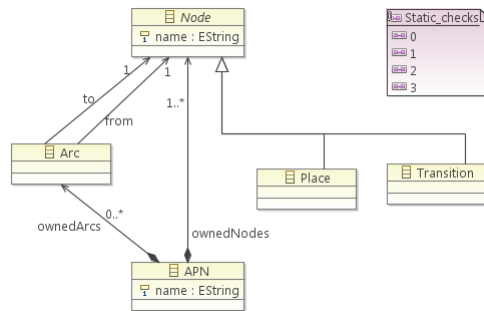 Node
name : EString
Static_checks
0
1
2
3
1
1
to
from
1..*
Arc
Place
Transition
0..*
ownedArcs
ownedNodes
APN
name : EString